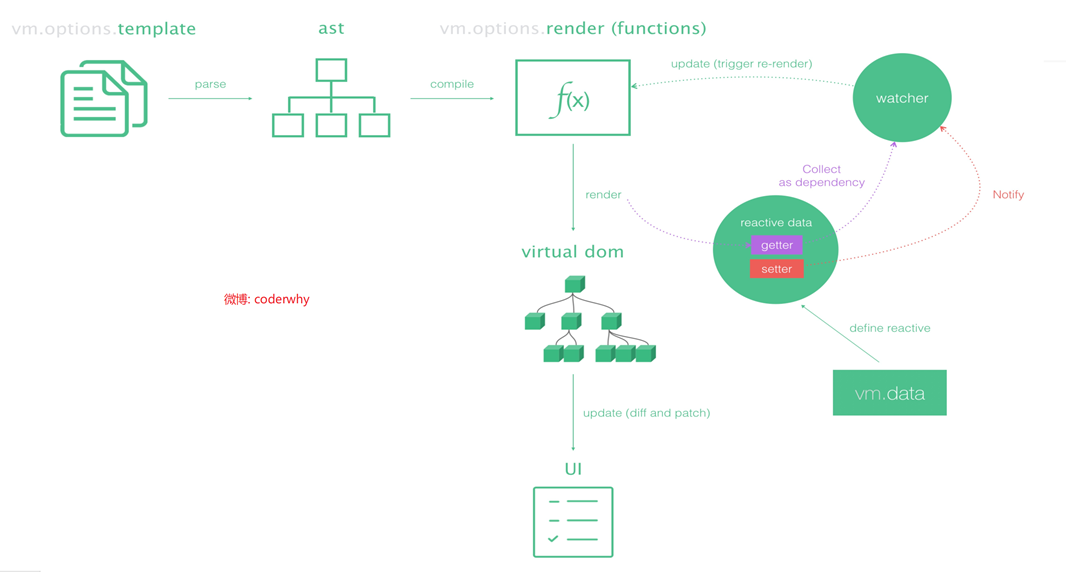 vm.options.template
ast
vm.options.render (functions)
parse
compile
f(x)
update (trigger re-render)
watcher
Collect
as dependency
Notify
render
reactive data
getter
setter
virtual dom
微博: coderwhy
define reactive
vm.data
update (diff and patch)
UI